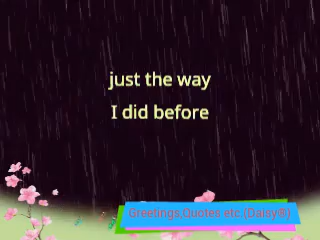 just the way
I did before
Greetings,Quotes etc (Daisy®)